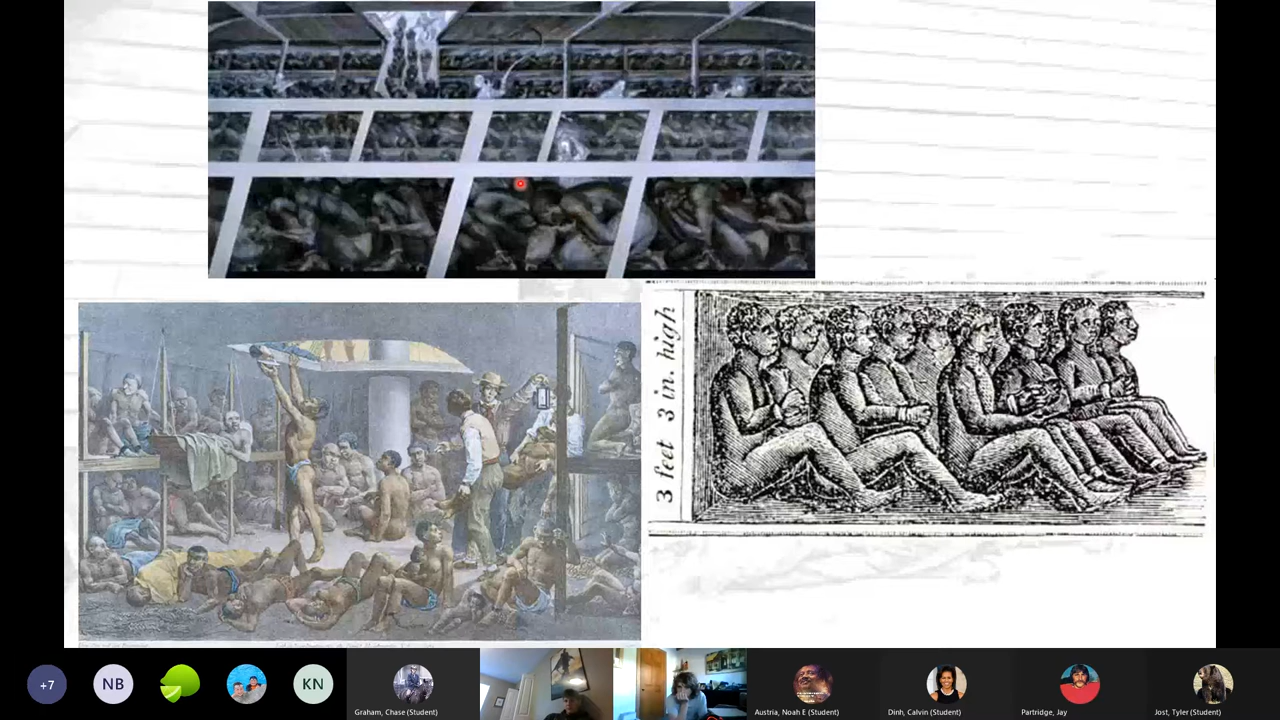 3 feet 3 in. high
+7
NB
KN
Graham, Chase (Student)
Austria, Noah E (Student)
Dinh, Calvin (Student)
Partridge, Jay
Jost, Tyler (Student)